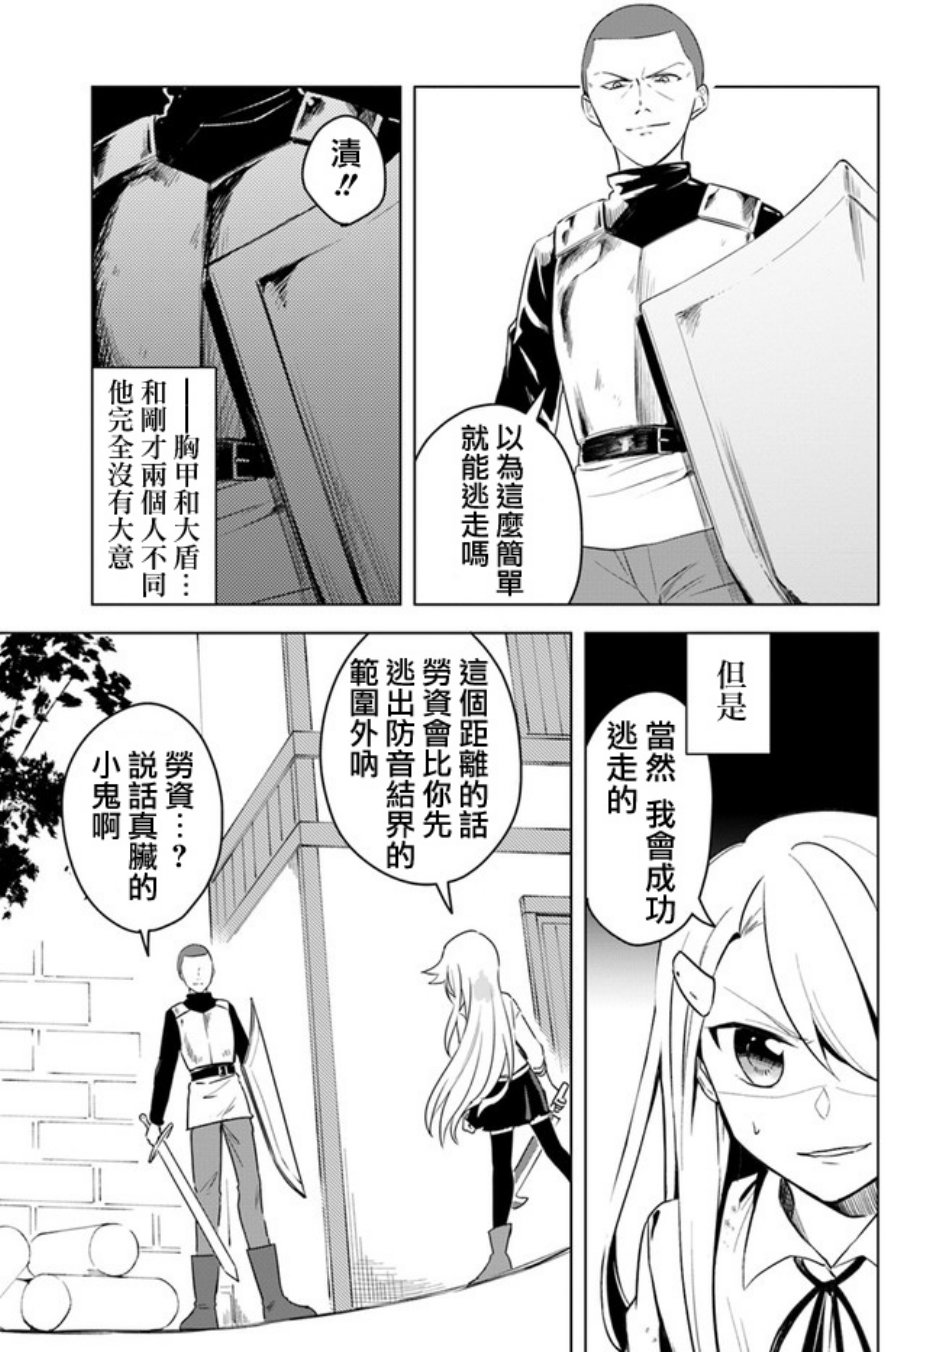 以為這麼簡單
就能逃走嗎
漬!!
──胸甲和大盾…
和剛才兩個人不同
他完全沒有大意
但是
當然 我會成功
逃走的
這個距離的話
勞資會比你先
逃出防音結界的
範圍外吶
勞資…?
説話真臟的
小鬼啊